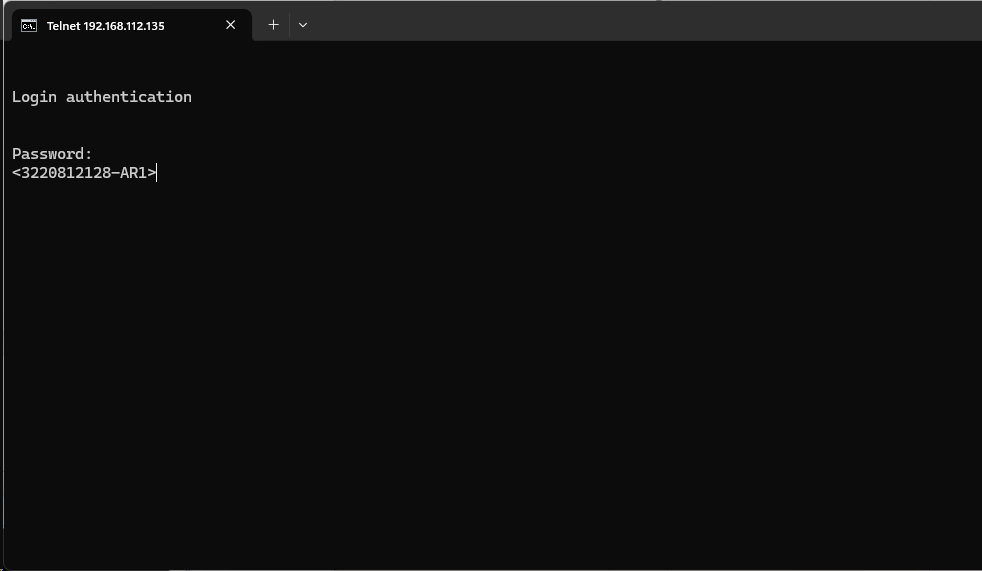 Telnet 192.168.112.135
Login authentication
Password:
<3220812128-AR1>